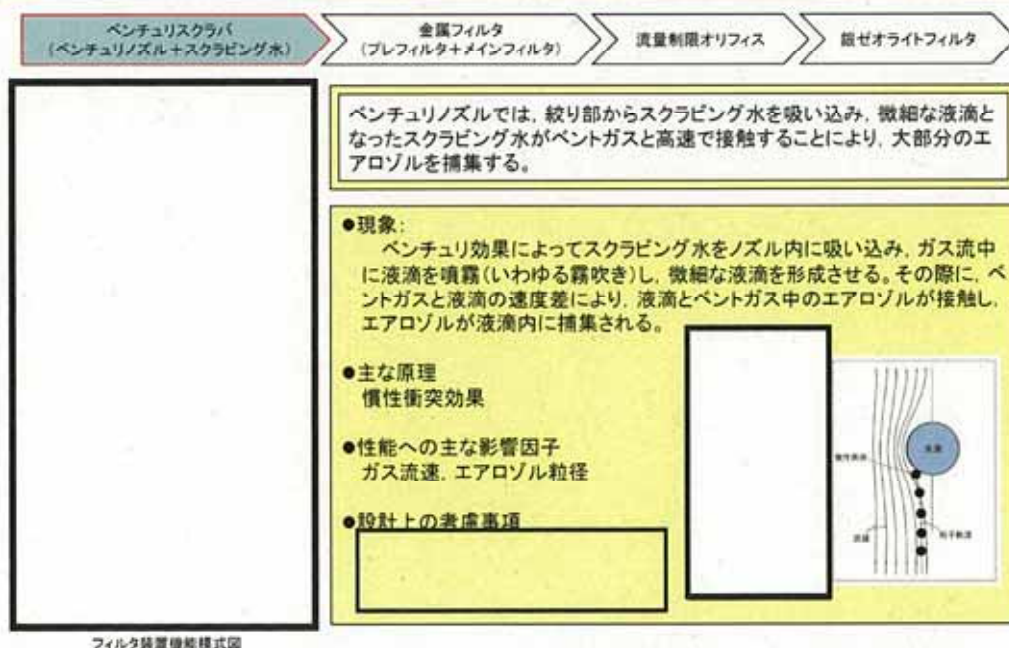 ベンチュリスクラバ
(ベンチュリノズル+スクラビング水)
金属フィルタ
(プレフィルタ+メインフィルタ)
流量制限オリフィス
銀ゼオライトフィルタ
ベンチュリノズルでは,絞り部からスクラビング水を吸い込み,微細な液滴と
なったスクラビング水がベントガスと高速で接触することにより,大部分のエ
アロゾルを捕集する。
●現象:
ベンチュリ効果によってスクラビング水をノズル内に吸い込み,ガス流中
に液滴を噴霧(いわゆる霧吹き)し,微細な液滴を形成させる。その際に,ベ
ントガスと液滴の速度差により,液滴とベントガス中のエアロゾルが接触し,
エアロゾルが液滴内に捕集される。
●主な原理
慣性衝突効果
●性能への主な影響因子
ガス流速,エアロゾル粒径
●設計上の考慮事項
慣性衝突
流線
粒子軌道
フィルタ装置機能模式図